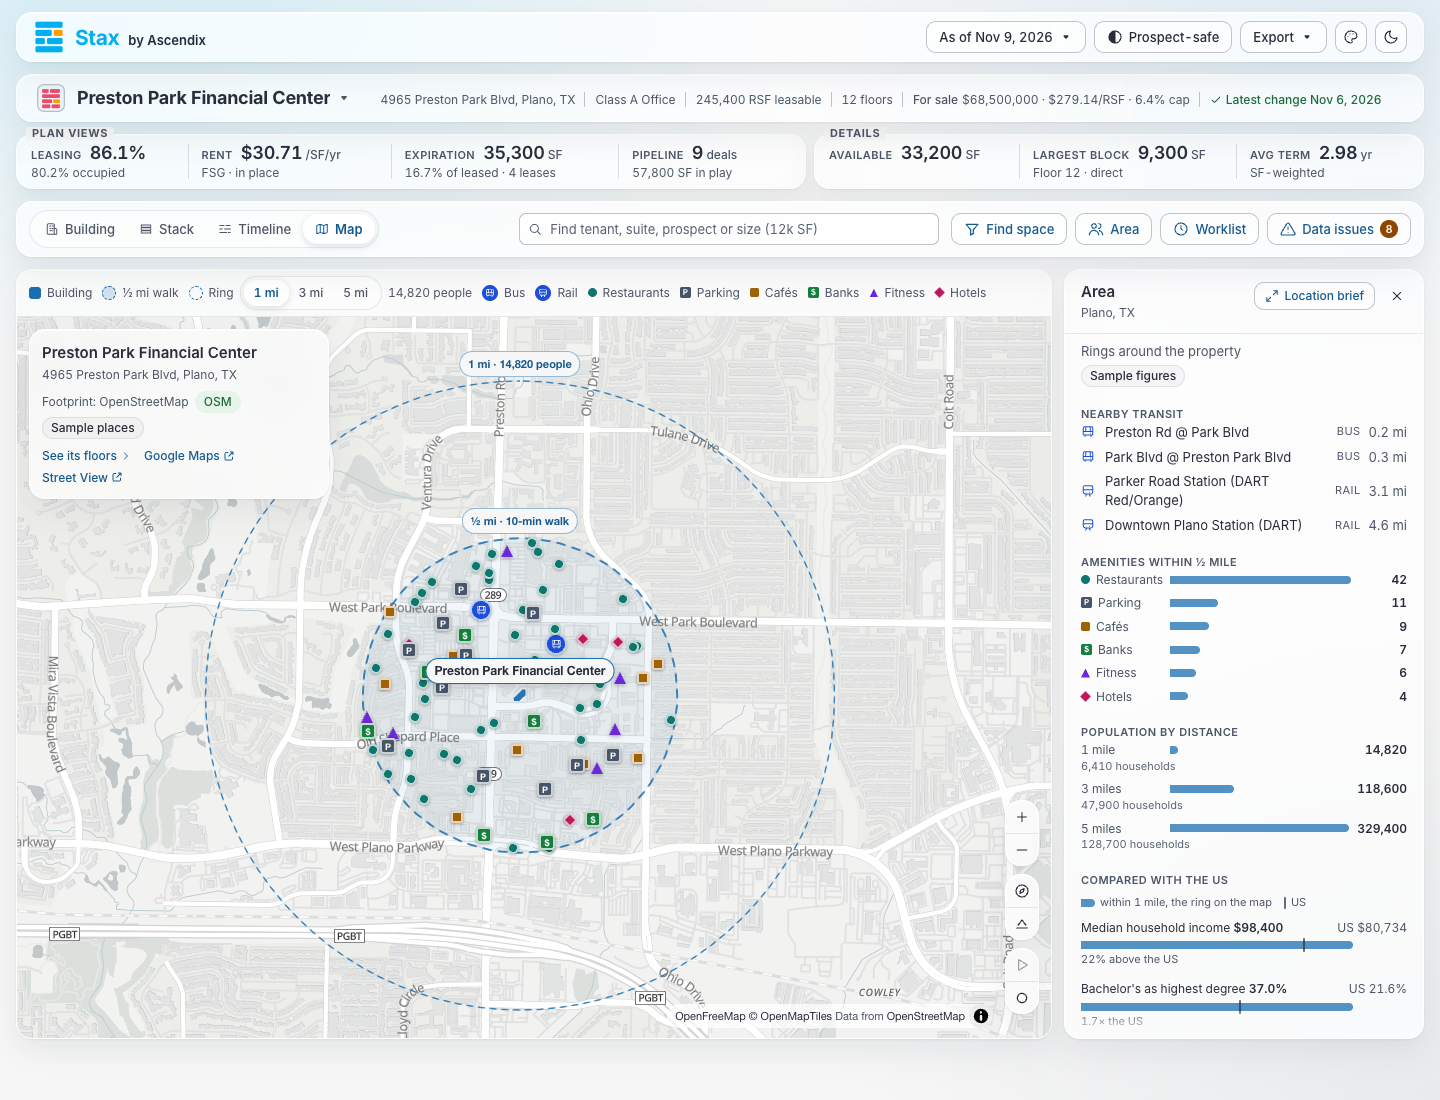 Stax by Ascendix
As of Nov 9, 2026
Prospect-safe
Export
Preston Park Financial Center
4965 Preston Park Blvd, Plano, TX
Class A Office
245,400 RSF leasable
12 floors
For sale $68,500,000 · $279.14/RSF · 6.4% cap
Latest change Nov 6, 2026
PLAN VIEWS
LEASING 86.1%
80.2% occupied
RENT $30.71 /SF/yr
FSG · in place
EXPIRATION 35,300 SF
16.7% of leased · 4 leases
PIPELINE 9 deals
57,800 SF in play
DETAILS
AVAILABLE 33,200 SF
LARGEST BLOCK 9,300 SF
Floor 12 · direct
AVG TERM 2.98 yr
SF-weighted
Building
Stack
Timeline
Map
Find tenant, suite, prospect or size (12k SF)
Find space
Area
Worklist
Data issues 8
Building
½ mi walk
Ring
1 mi
3 mi
5 mi
14,820 people
Bus
Rail
Restaurants
P Parking
Cafés
$ Banks
Fitness
Hotels
Preston Park Financial Center
4965 Preston Park Blvd, Plano, TX
Footprint: OpenStreetMap OSM
Sample places
See its floors
Google Maps
Street View
1 mi · 14,820 people
Preston Rd
Ohio Drive
Coit Road
Tulane Drive
Ventura Drive
d Drive
½ mi · 10-min walk
289
West Park Boulevard
West Park Boulevard
Preston Park Financial Center
Mira Vista Boulevard
9
arkway
West Plano Parkway
West Plano Parkway
PGBT
PGBT
PGBT
Ohio Drive
loyd Circle
COWLEY
OpenFreeMap © OpenMapTiles Data from OpenStreetMap
Area
Plano, TX
Location brief
Rings around the property
Sample figures
NEARBY TRANSIT
Preston Rd @ Park Blvd BUS 0.2 mi
Park Blvd @ Preston Park Blvd BUS 0.3 mi
Parker Road Station (DART Red/Orange) RAIL 3.1 mi
Downtown Plano Station (DART) RAIL 4.6 mi
AMENITIES WITHIN ½ MILE
Restaurants 42
P Parking 11
Cafés 9
$ Banks 7
Fitness 6
Hotels 4
POPULATION BY DISTANCE
1 mile 14,820
6,410 households
3 miles 118,600
47,900 households
5 miles 329,400
128,700 households
COMPARED WITH THE US
within 1 mile, the ring on the map
US
Median household income $98,400 US $80,734
22% above the US
Bachelor's as highest degree 37.0% US 21.6%
1.7× the US